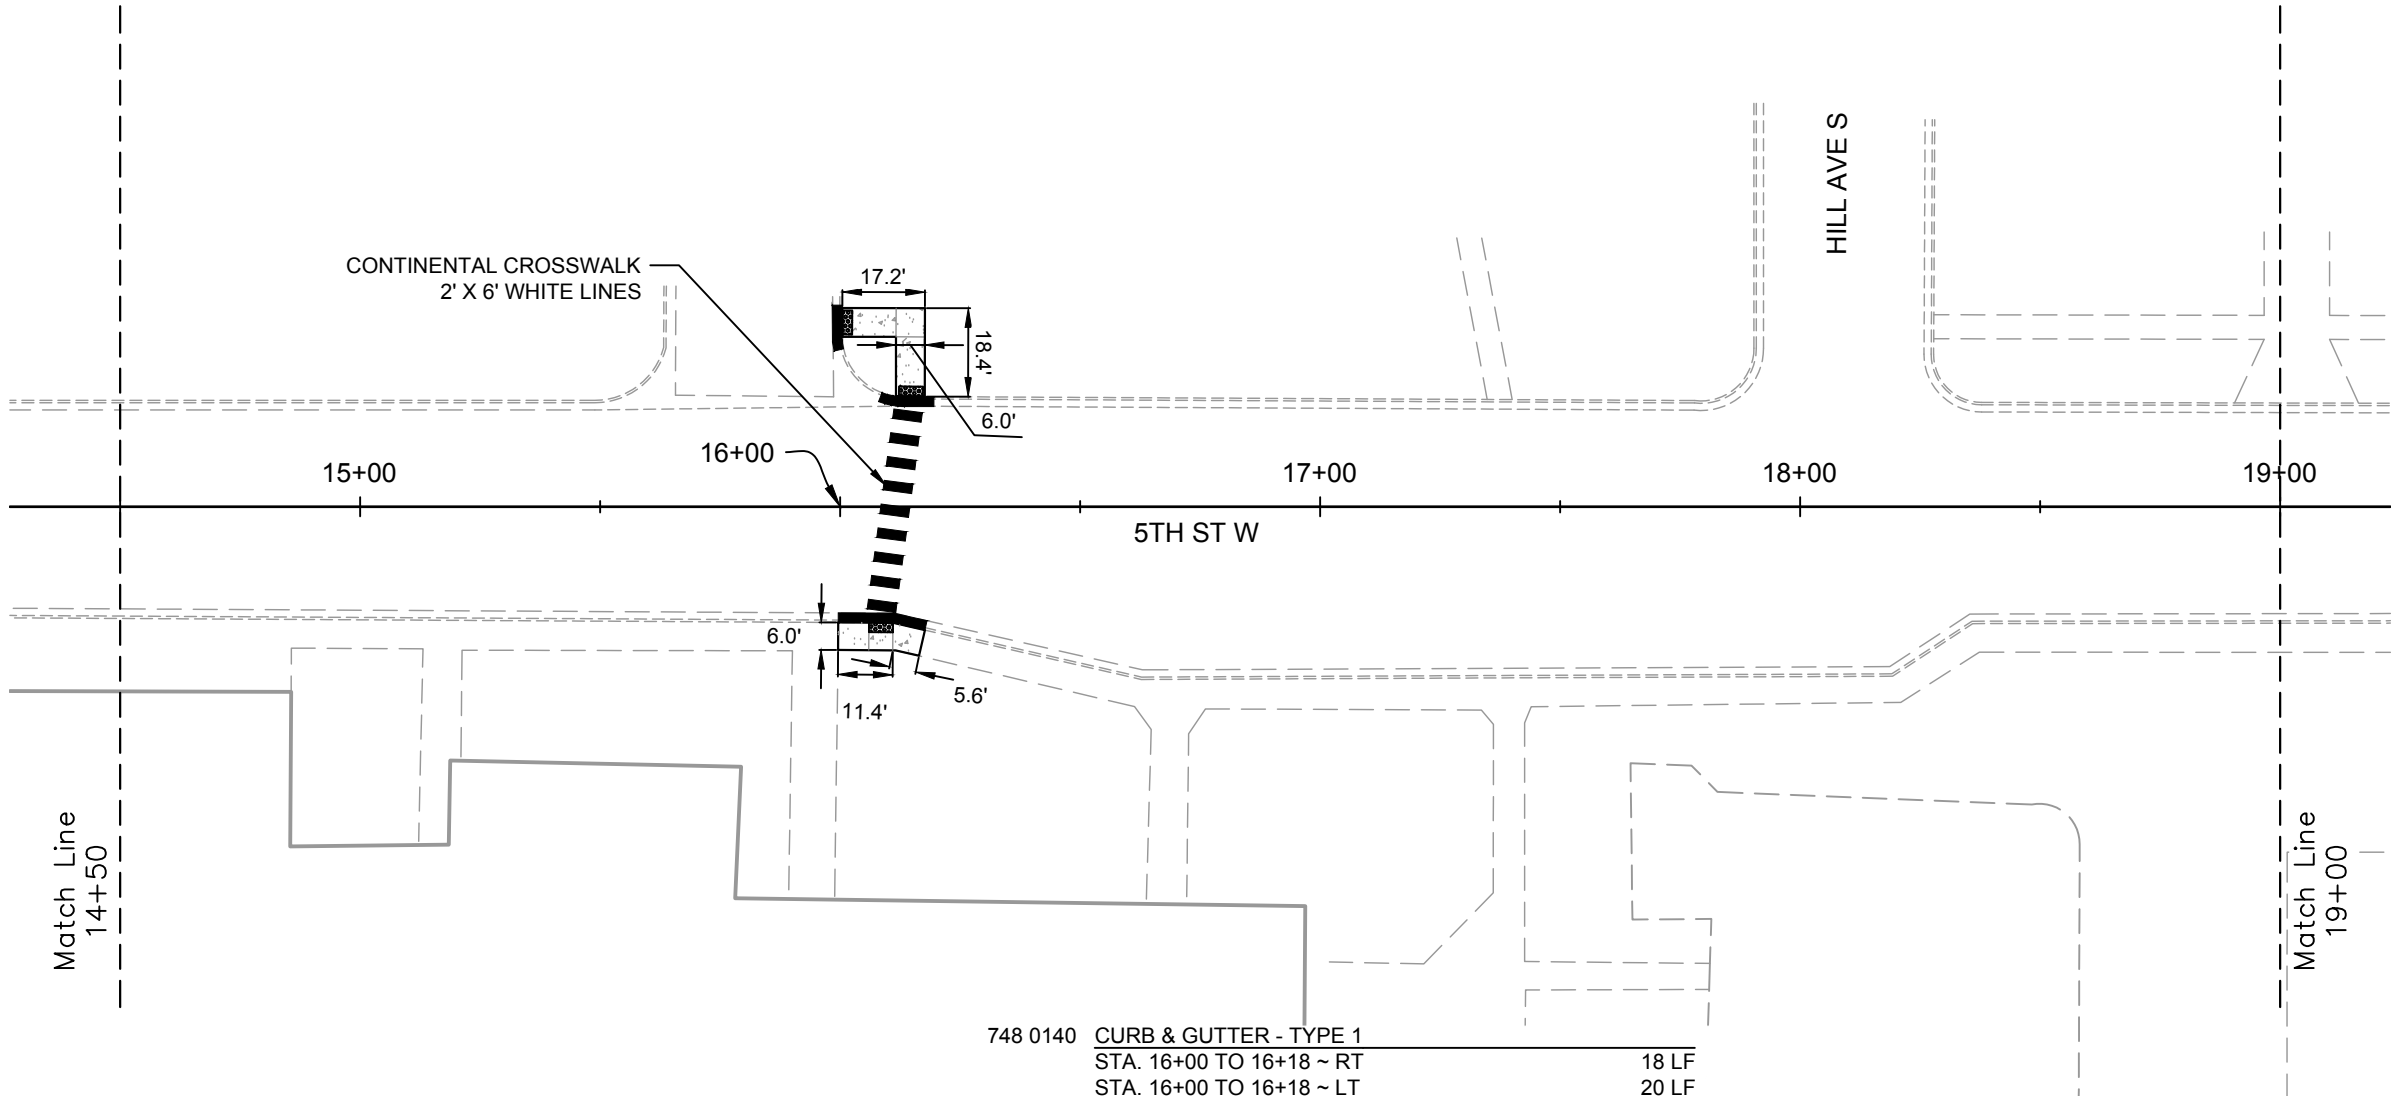 HILL AVE S
CONTINENTAL CROSSWALK
2' X 6' WHITE LINES
17.2'
18.4'
6.0'
16+00
15+00
17+00
18+00
19+00
5TH ST W
6.0'
5.6'
11.4'
Match Line
14+50
Match Line
19+00
748 0140 CURB & GUTTER - TYPE 1
STA. 16+00 TO 16+18 ~ RT 18 LF
STA. 16+00 TO 16+18 ~ LT 20 LF